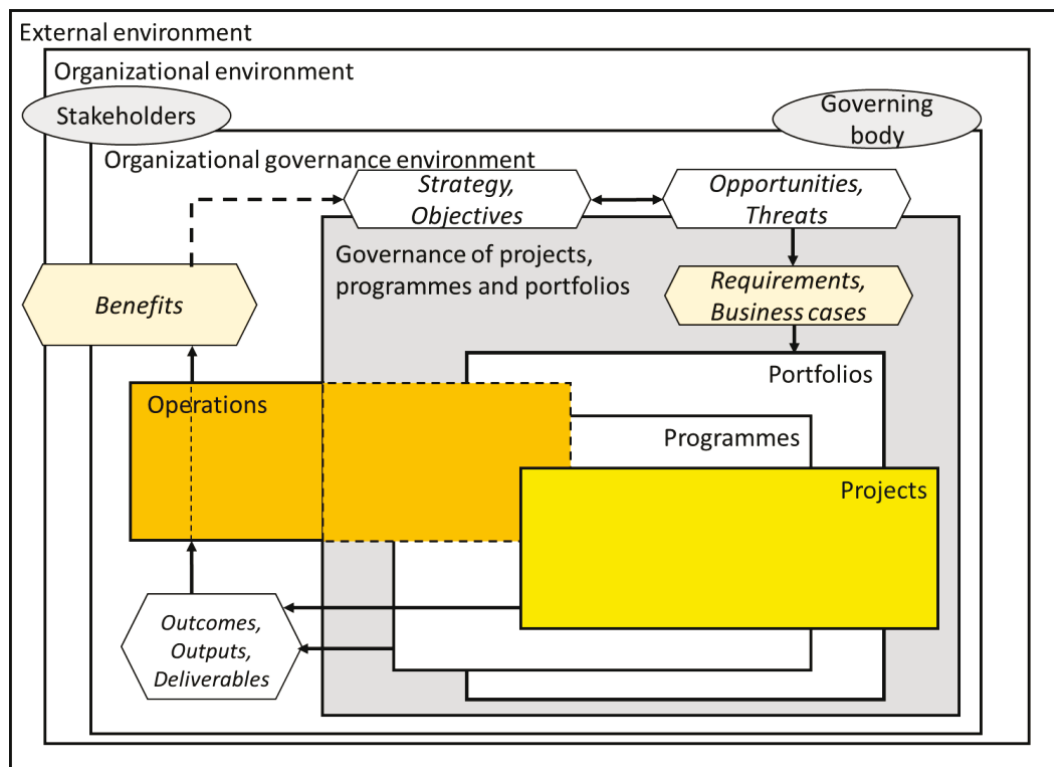 External environment
Organizational environment
Stakeholders
Governing
body
Organizational governance environment
Strategy,
Objectives
Opportunities,
Threats
Governance of projects,
programmes and portfolios
Requirements,
Business cases
Benefits
Portfolios
Operations
Programmes
Projects
Outcomes,
Outputs,
Deliverables